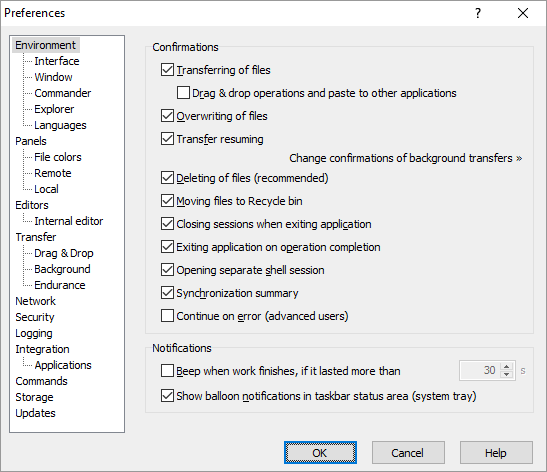 Preferences
?
Environment
Interface
Window
Commander
Explorer
Languages
Panels
File colors
Remote
Local
Editors
Internal editor
Transfer
Drag & Drop
Background
Endurance
Network
Security
Logging
Integration
Applications
Commands
Storage
Updates
Confirmations
Transferring of files
Drag & drop operations and paste to other applications
Overwriting of files
Transfer resuming
Change confirmations of background transfers »
Deleting of files (recommended)
Moving files to Recycle bin
Closing sessions when exiting application
Exiting application on operation completion
Opening separate shell session
Synchronization summary
Continue on error (advanced users)
Notifications
Beep when work finishes, if it lasted more than 30 s
Show balloon notifications in taskbar status area (system tray)
OK Cancel Help